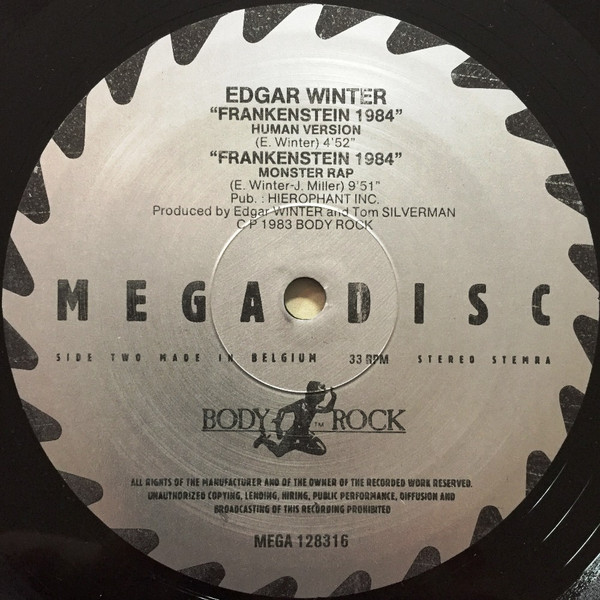 EDGAR WINTER
"FRANKENSTEIN 1984"
HUMAN VERSION
(E. Winter) 4'52"
"FRANKENSTEIN 1984"
MONSTER RAP
(E. Winter-J. Miller) 9'51"
Pub. : HIEROPHANT INC.
Produced by Edgar WINTER and Tom SILVERMAN
C P 1983 BODY ROCK
MEGA DISC
SIDE TWO MADE IN BELGIUM 33 RPM STEREO STEMRA
BODY ROCK TM
ALL RIGHTS OF THE MANUFACTURER AND OF THE OWNER OF THE RECORDED WORK RESERVED.
UNAUTHORIZED COPYING, LENDING, HIRING, PUBLIC PERFORMANCE, DIFFUSION AND
BROADCASTING OF THIS RECORDING PROHIBITED
MEGA 128316